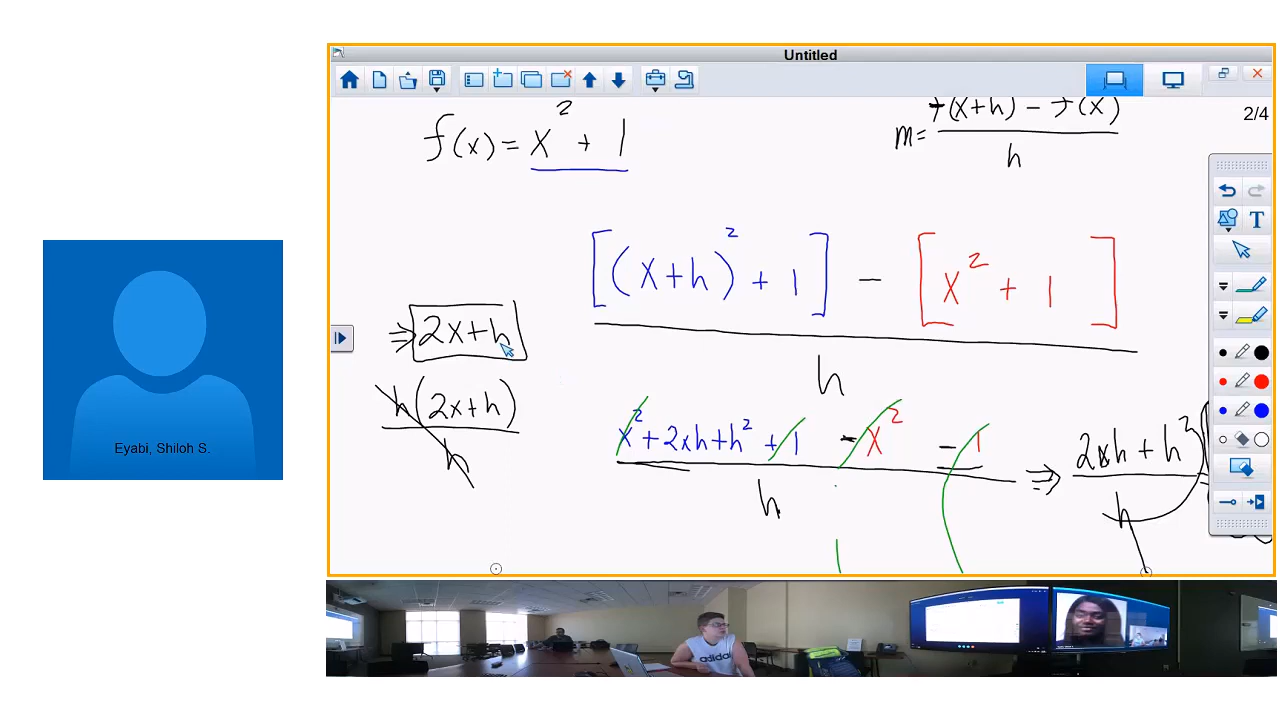 Untitled
2/4
f(x) = x² + 1
m = f(x+h) - f(x) / h
[(x+h)² + 1] - [x² + 1]
h
⇒ 2x+h
h(2x+h)
h
x² + 2xh + h² + 1 - x² - 1
h
⇒ 2xh + h²
h
T
Eyabi, Shiloh S.
adidas